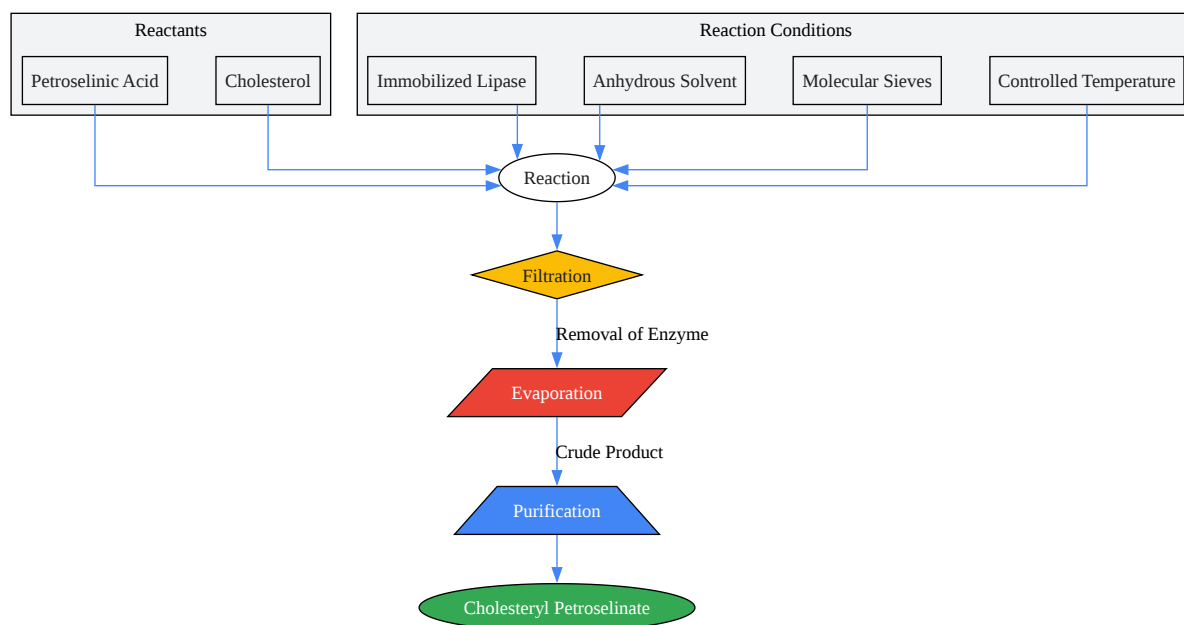 Reactants
Reaction Conditions
Petroselinic Acid
Cholesterol
Immobilized Lipase
Anhydrous Solvent
Molecular Sieves
Controlled Temperature
Reaction
Filtration
Removal of Enzyme
Evaporation
Crude Product
Purification
Cholesteryl Petroselinate